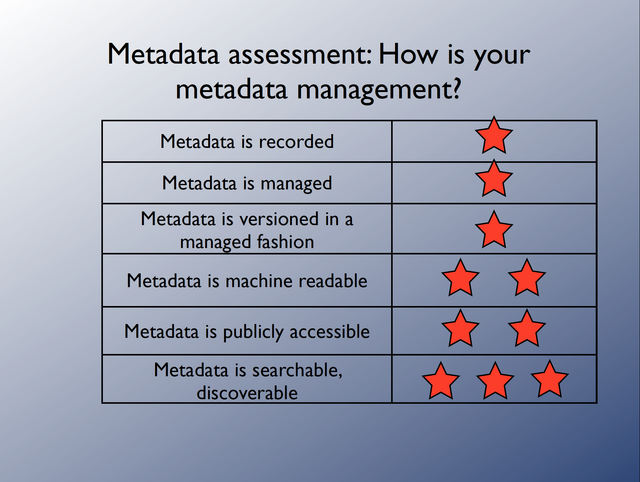 Metadata assessment: How is your
metadata management?
Metadata is recorded
Metadata is managed
Metadata is versioned in a
managed fashion
Metadata is machine readable
Metadata is publicly accessible
Metadata is searchable,
discoverable